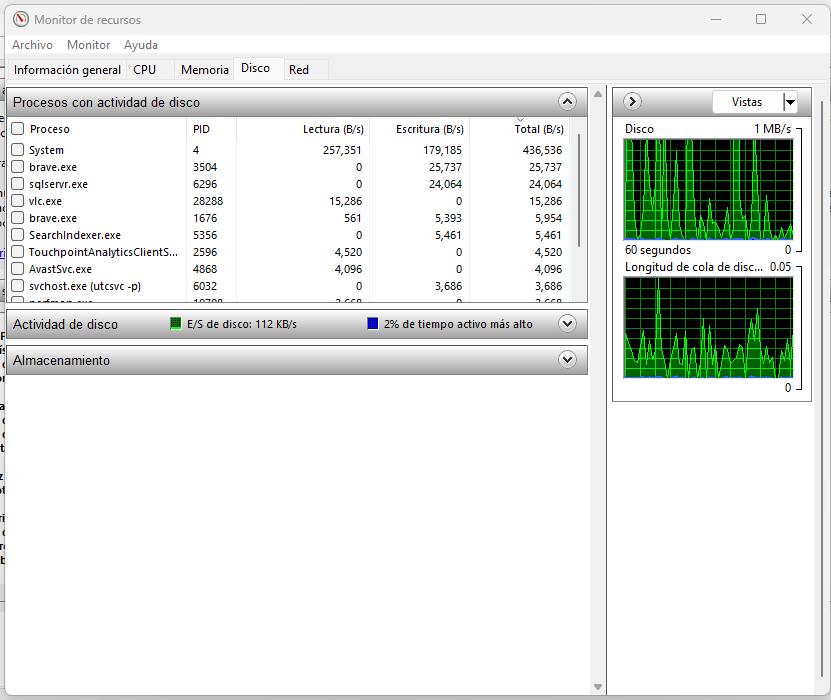 Monitor de recursos
Archivo Monitor Ayuda
Información general CPU Memoria Disco Red
Procesos con actividad de disco
Proceso PID Lectura (B/s) Escritura (B/s) Total (B/s)
System 4 257,351 179,185 436,536
brave.exe 3504 0 25,737 25,737
sqlservr.exe 6296 0 24,064 24,064
vlc.exe 28288 15,286 0 15,286
brave.exe 1676 561 5,393 5,954
SearchIndexer.exe 5356 0 5,461 5,461
TouchpointAnalyticsClientS... 2596 4,520 0 4,520
AvastSvc.exe 4868 4,096 0 4,096
svchost.exe (utcsvc -p) 6032 0 3,686 3,686
Actividad de disco E/S de disco: 112 KB/s 2% de tiempo activo más alto
Almacenamiento
Vistas
Disco 1 MB/s
60 segundos 0
Longitud de cola de disc... 0.05
0